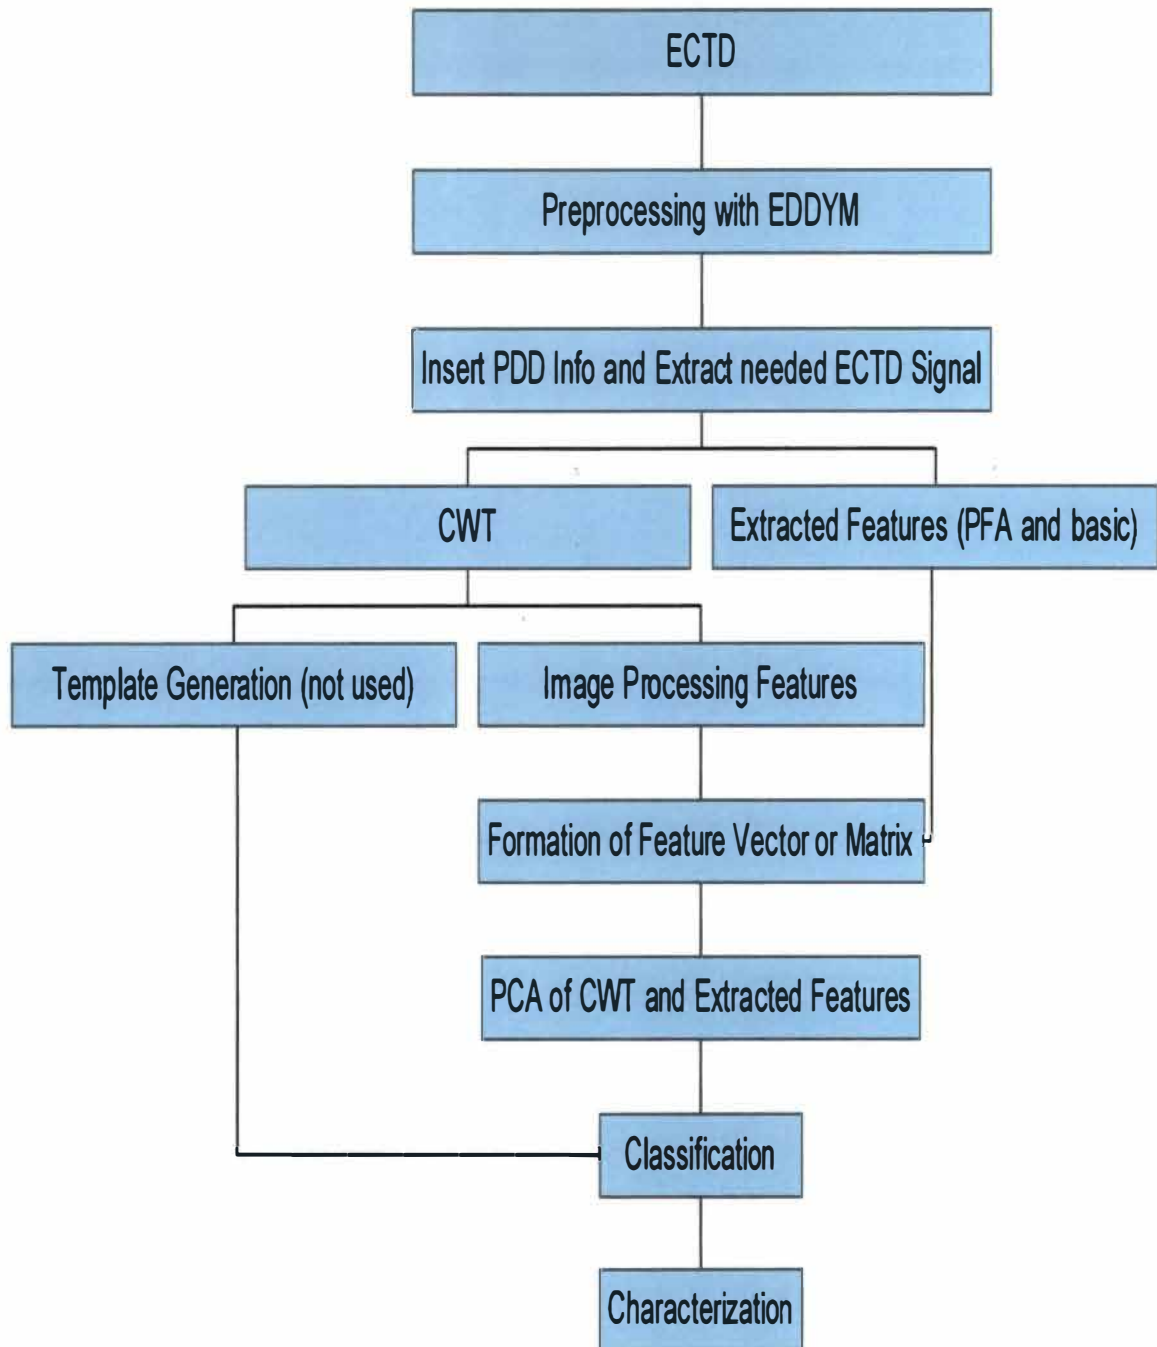 ECTD
Preprocessing with EDDYM
Insert PDD Info and Extract needed ECTD Signal
CWT
Extracted Features (PFA and basic)
Template Generation (not used)
Image Processing Features
Formation of Feature Vector or Matrix
PCA of CWT and Extracted Features
Classification
Characterization